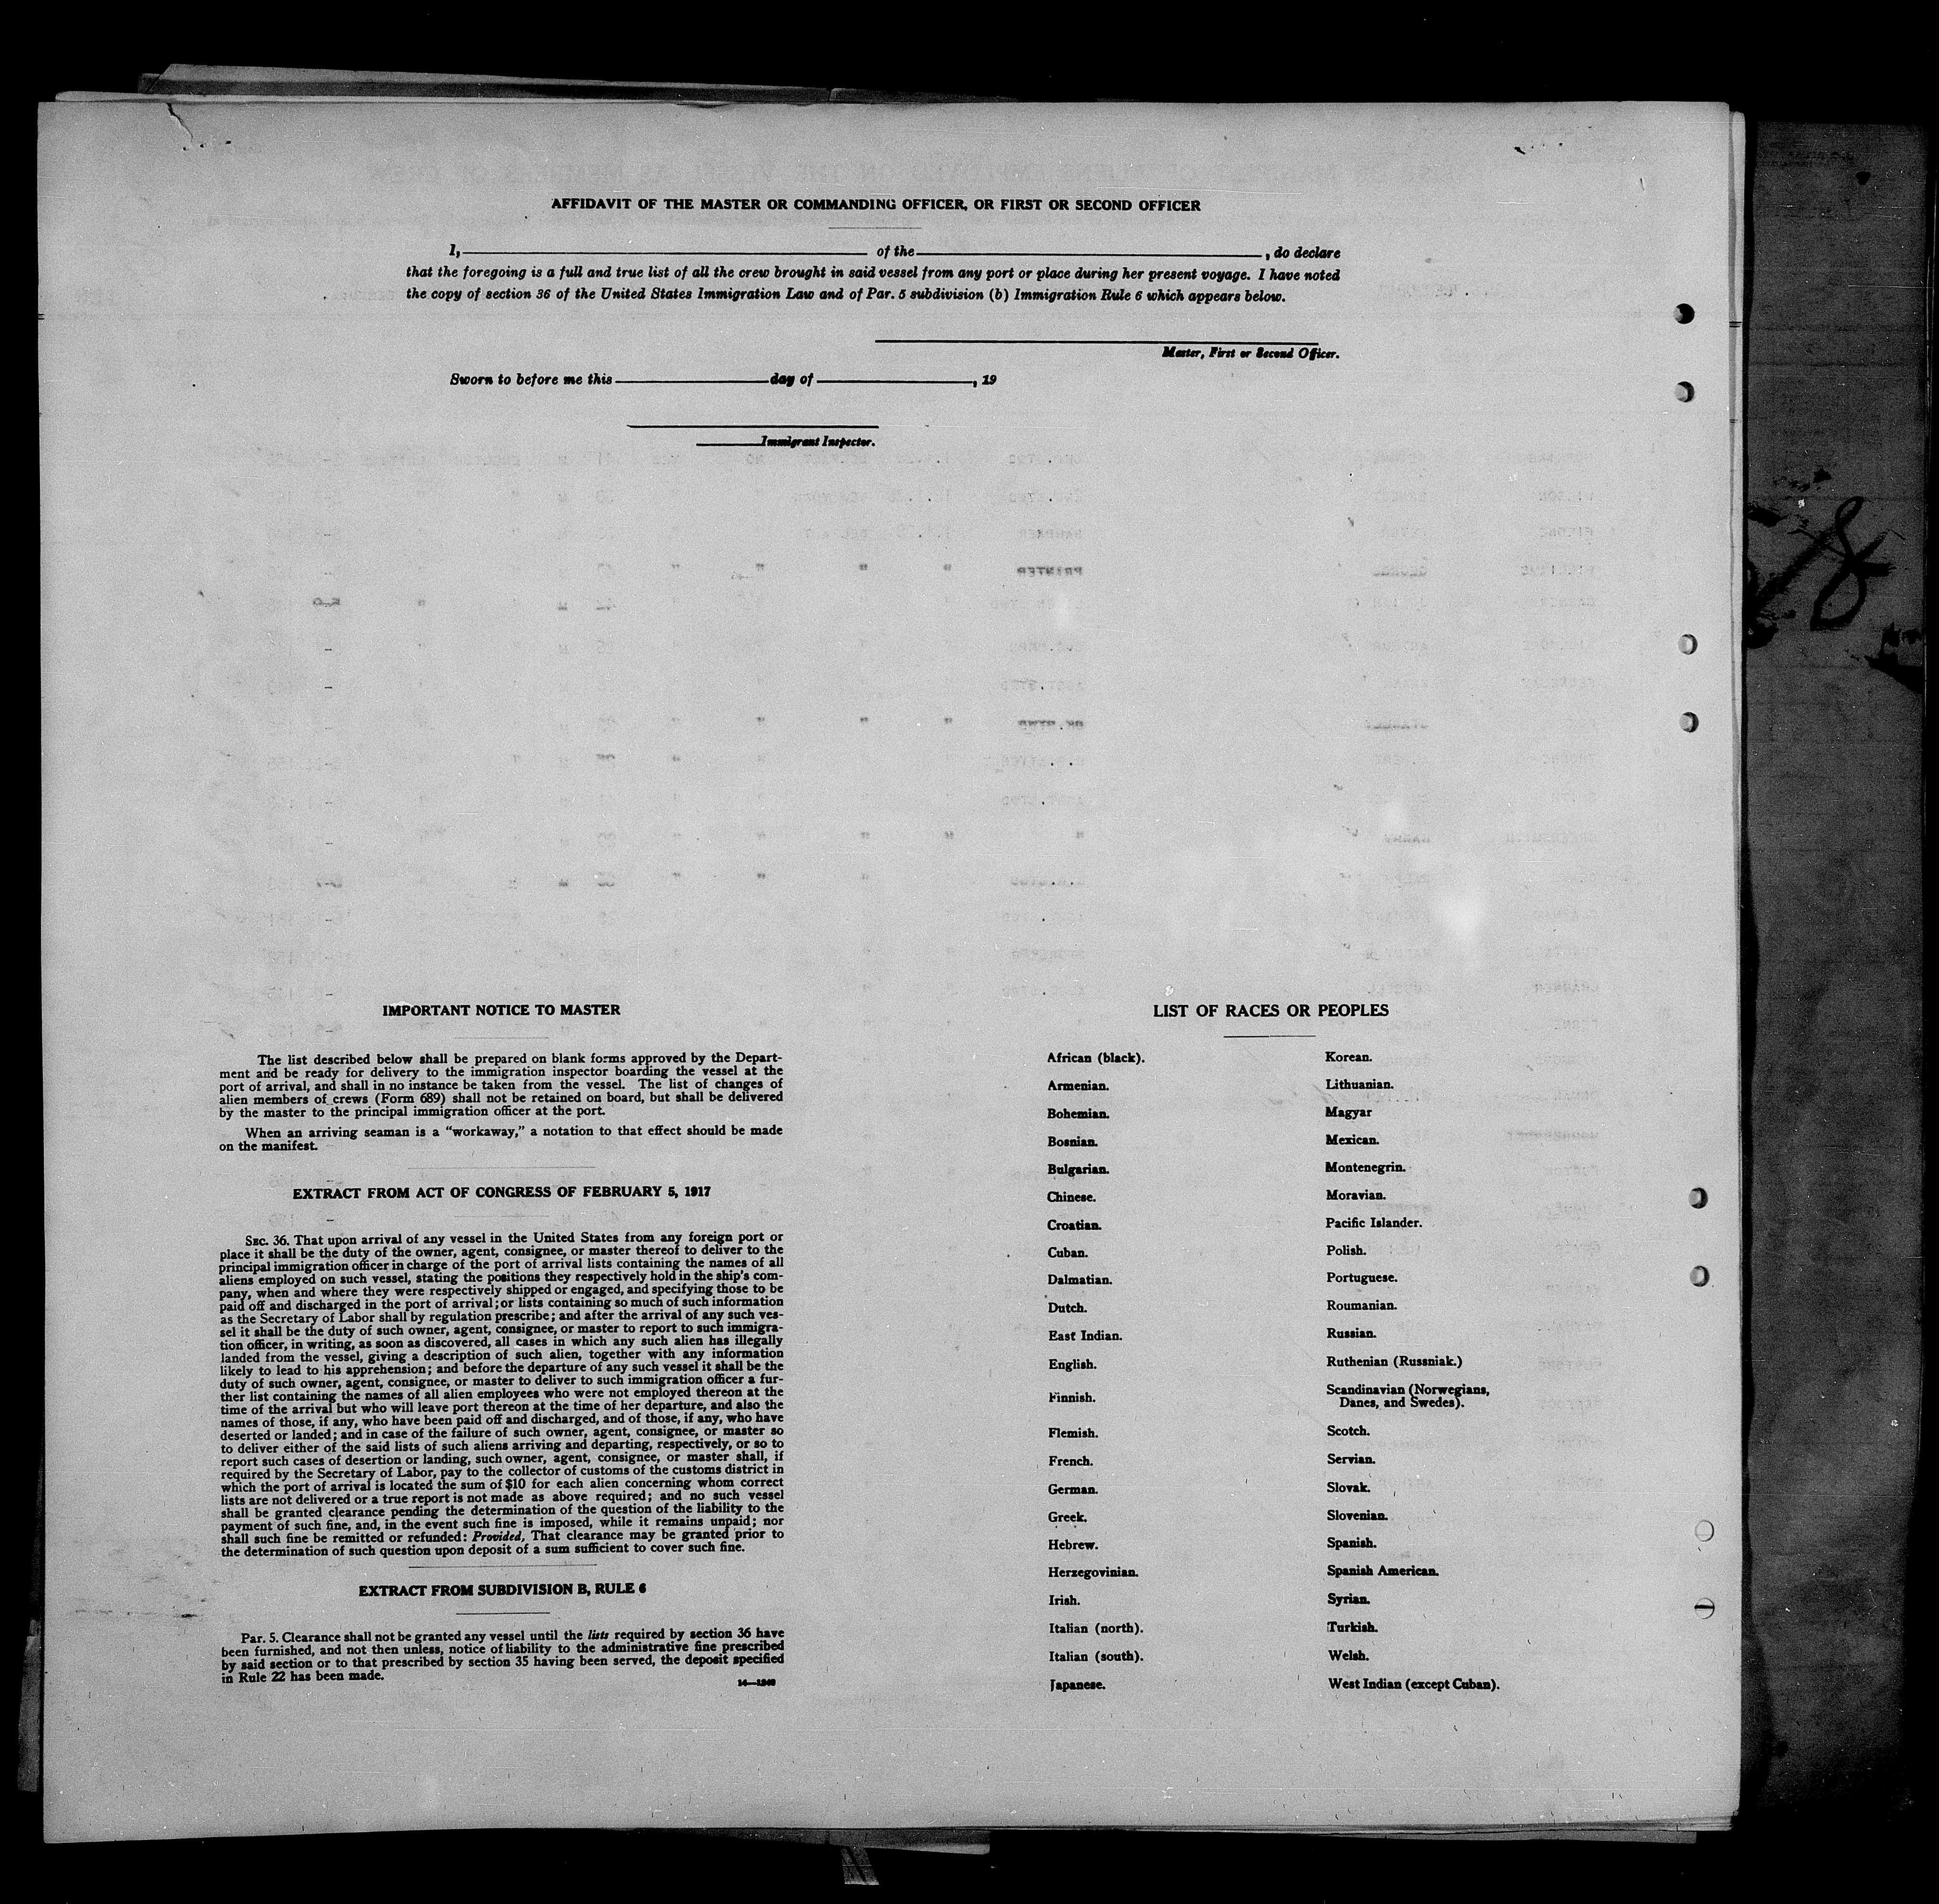 AFFIDAVIT OF THE MASTER OR COMMANDING OFFICER, OR FIRST OR SECOND OFFICER
I, of the , do declare
that the foregoing is a full and true list of all the crew brought in said vessel from any port or place during her present voyage. I have noted
the copy of section 36 of the United States Immigration Law and of Par. 5 subdivision (b) Immigration Rule 6 which appears below.
Master, First or Second Officer.
Sworn to before me this day of , 19
Immigrant Inspector.
IMPORTANT NOTICE TO MASTER
The list described below shall be prepared on blank forms approved by the Depart-
ment and be ready for delivery to the immigration inspector boarding the vessel at the
port of arrival, and shall in no instance be taken from the vessel. The list of changes of
alien members of crews (Form 689) shall not be retained on board, but shall be delivered
by the master to the principal immigration officer at the port.
When an arriving seaman is a "workaway," a notation to that effect should be made
on the manifest.
EXTRACT FROM ACT OF CONGRESS OF FEBRUARY 5, 1917
SEC. 36. That upon arrival of any vessel in the United States from any foreign port or
place it shall be the duty of the owner, agent, consignee, or master thereof to deliver to the
principal immigration officer in charge of the port of arrival lists containing the names of all
aliens employed on such vessel, stating the positions they respectively hold in the ship's com-
pany, when and where they were respectively shipped or engaged, and specifying those to be
paid off and discharged in the port of arrival; or lists containing so much of such information
as the Secretary of Labor shall by regulation prescribe; and after the arrival of any such ves-
sel it shall be the duty of such owner, agent, consignee, or master to report to such immigra-
tion officer, in writing, as soon as discovered, all cases in which any such alien has illegally
landed from the vessel, giving a description of such alien, together with any information
likely to lead to his apprehension; and before the departure of any such vessel it shall be the
duty of such owner, agent, consignee, or master to deliver to such immigration officer a fur-
ther list containing the names of all alien employees who were not employed thereon at the
time of the arrival but who will leave port thereon at the time of her departure, and also the
names of those, if any, who have been paid off and discharged, and of those, if any, who have
deserted or landed; and in case of the failure of such owner, agent, consignee, or master so
to deliver either of the said lists of such aliens arriving and departing, respectively, or so to
report such cases of desertion or landing, such owner, agent, consignee, or master shall, if
required by the Secretary of Labor, pay to the collector of customs of the customs district in
which the port of arrival is located the sum of $10 for each alien concerning whom correct
lists are not delivered or a true report is not made as above required; and no such vessel
shall be granted clearance pending the determination of the question of the liability to the
payment of such fine, and, in the event such fine is imposed, while it remains unpaid; nor
shall such fine be remitted or refunded: Provided, That clearance may be granted prior to
the determination of such question upon deposit of a sum sufficient to cover such fine.
EXTRACT FROM SUBDIVISION B, RULE 6
Par. 5. Clearance shall not be granted any vessel until the lists required by section 36 have
been furnished, and not then unless, notice of liability to the administrative fine prescribed
by said section or to that prescribed by section 35 having been served, the deposit specified
in Rule 22 has been made.
LIST OF RACES OR PEOPLES
African (black).
Armenian.
Bohemian.
Bosnian.
Bulgarian.
Chinese.
Croatian.
Cuban.
Dalmatian.
Dutch.
East Indian.
English.
Finnish.
Flemish.
French.
German.
Greek.
Hebrew.
Herzegovinian.
Irish.
Italian (north).
Italian (south).
Japanese.
Korean.
Lithuanian.
Magyar
Mexican.
Montenegrin.
Moravian.
Pacific Islander.
Polish.
Portuguese.
Roumanian.
Russian.
Ruthenian (Russniak.)
Scandinavian (Norwegians,
Danes, and Swedes).
Scotch.
Servian.
Slovak.
Slovenian.
Spanish.
Spanish American.
Syrian.
Turkish.
Welsh.
West Indian (except Cuban).